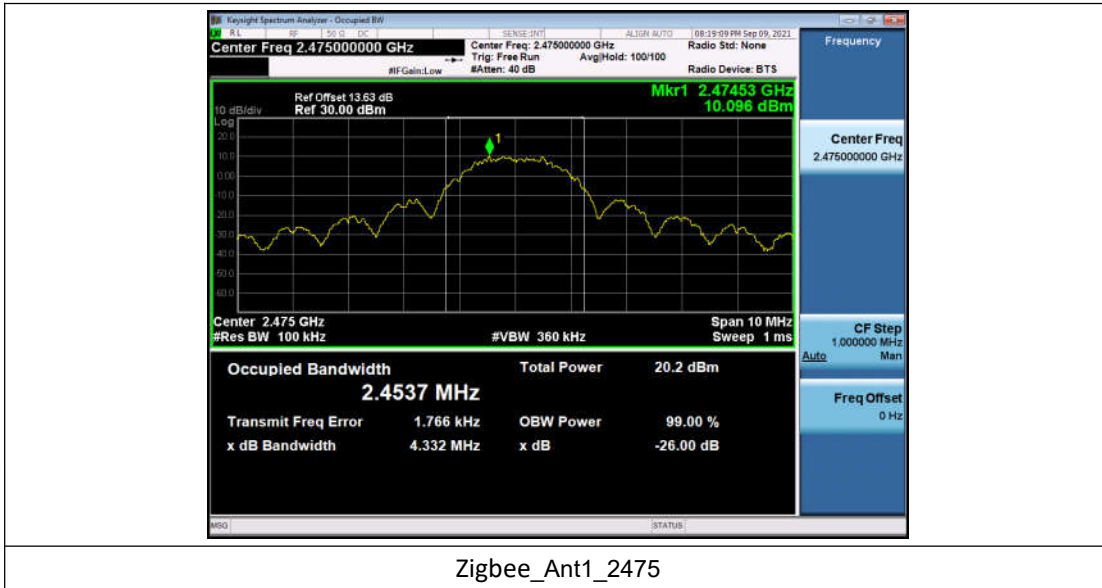 Keysight Spectrum Analyzer - Occupied BW
RL RF 50 Ω DC SENSE:INT ALIGN AUTO 08:19:09 PM Sep 09, 2021
Center Freq 2.475000000 GHz
Center Freq: 2.475000000 GHz Radio Std: None
Trig: Free Run Avg|Hold: 100/100
#IFGain:Low #Atten: 40 dB Radio Device: BTS
Frequency
Mkr1 2.47453 GHz
10.096 dBm
Ref Offset 13.63 dB
10 dB/div Ref 30.00 dBm
Log
20.0
10.0
0.00
-10.0
-20.0
-30.0
-40.0
-50.0
-60.0
1
Center 2.475 GHz Span 10 MHz
#Res BW 100 kHz #VBW 360 kHz Sweep 1 ms
Center Freq
2.475000000 GHz
CF Step
1.000000 MHz
Auto Man
Freq Offset
0 Hz
Occupied Bandwidth Total Power 20.2 dBm
2.4537 MHz
Transmit Freq Error 1.766 kHz OBW Power 99.00 %
x dB Bandwidth 4.332 MHz x dB -26.00 dB
MSG STATUS
Zigbee_Ant1_2475